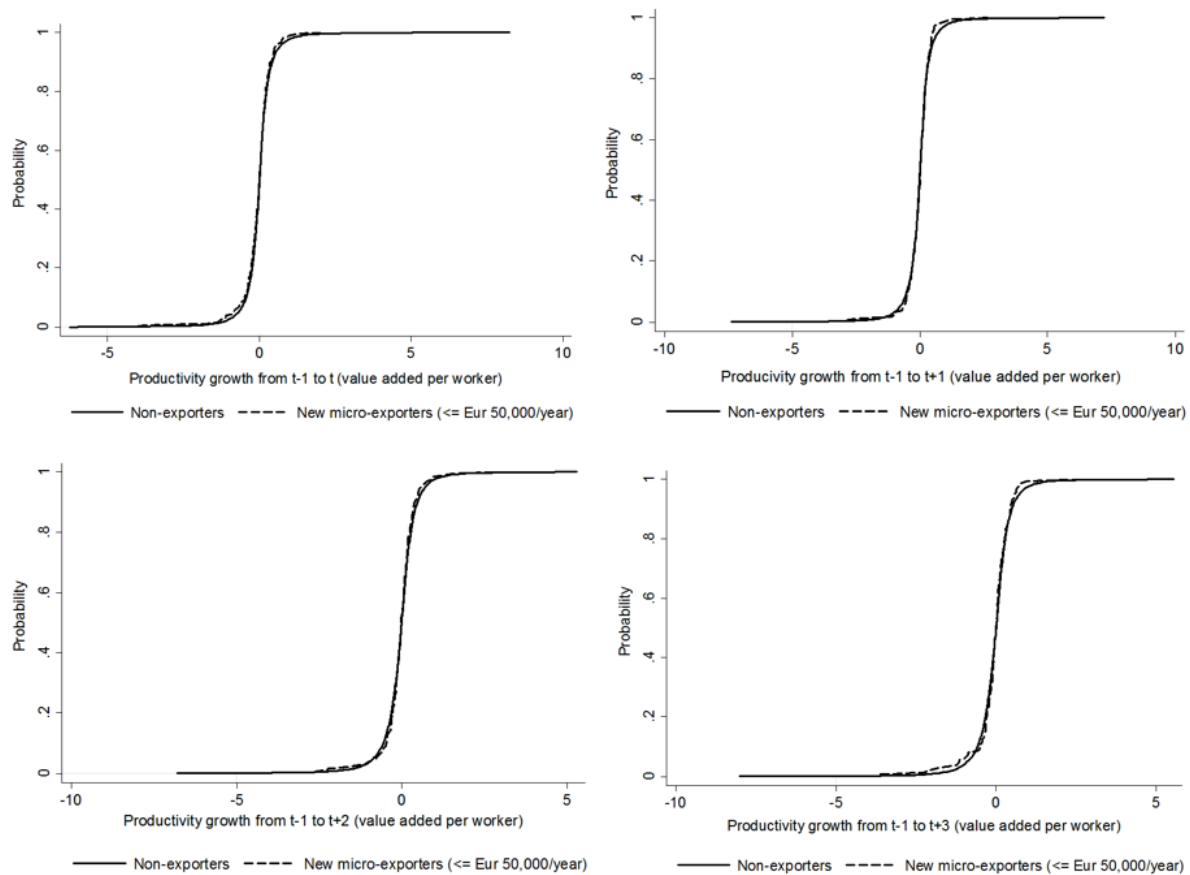 Probability
1
.8
.6
.4
.2
0
-5 0 5 10
Productivity growth from t-1 to t (value added per worker)
Non-exporters New micro-exporters (<= Eur 50,000/year)
Probability
1
.8
.6
.4
.2
0
-10 -5 0 5 10
Productivity growth from t-1 to t+1 (value added per worker)
Non-exporters New micro-exporters (<= Eur 50,000/year)
Probability
1
.8
.6
.4
.2
0
-10 -5 0 5
Productivity growth from t-1 to t+2 (value added per worker)
Non-exporters New micro-exporters (<= Eur 50,000/year)
Probability
1
.8
.6
.4
.2
0
-10 -5 0 5
Productivity growth from t-1 to t+3 (value added per worker)
Non-exporters New micro-exporters (<= Eur 50,000/year)